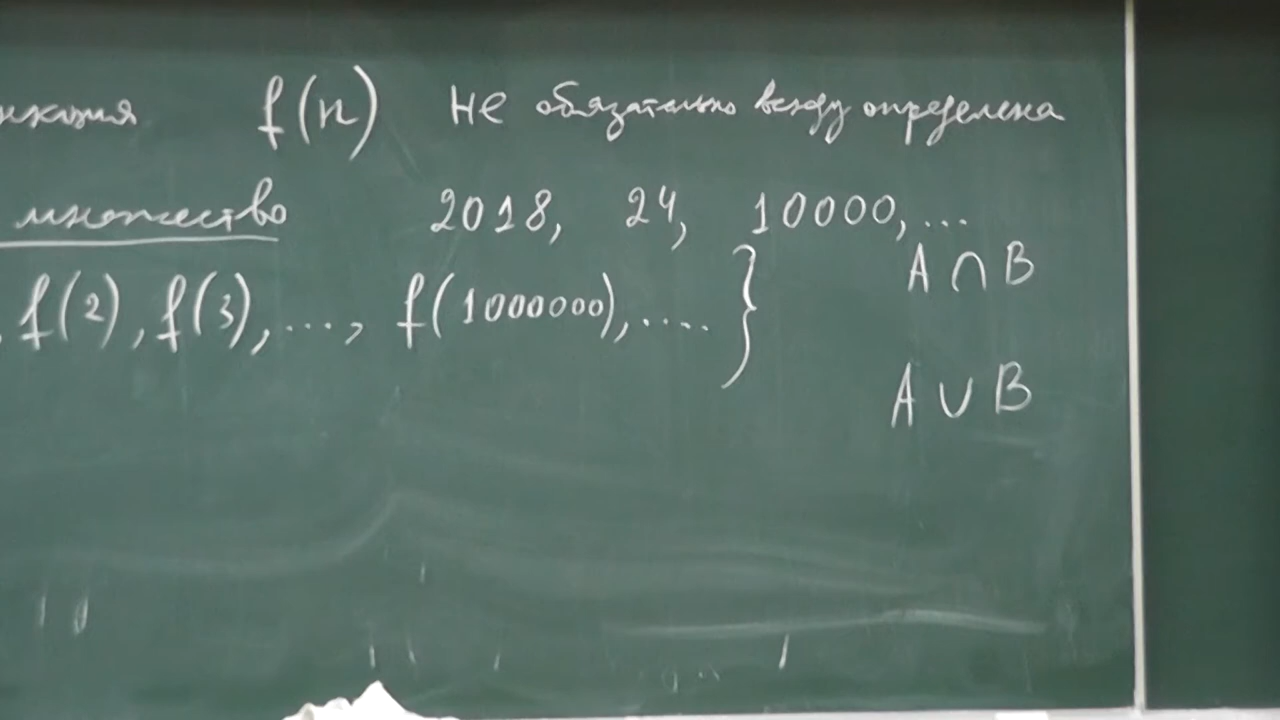 f(n) не обязательно всюду определена
множество 2018, 24, 10000, ...
f(2), f(3), ..., f(1000000), .... }
A ∩ B
A ∪ B